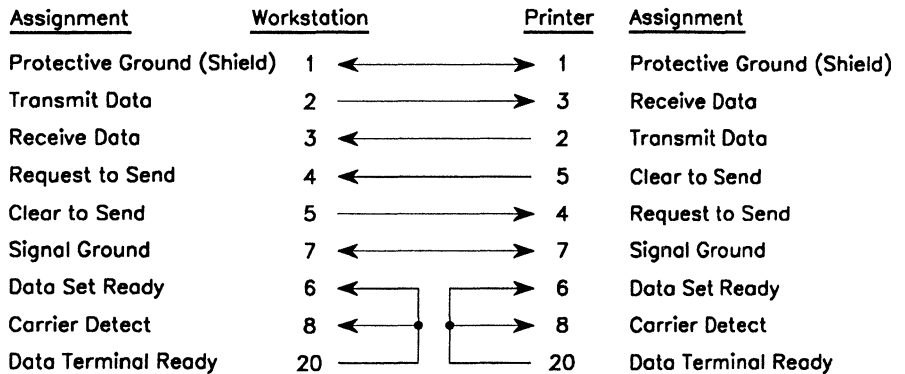 Assignment Workstation Printer Assignment
Protective Ground (Shield) 1 1 Protective Ground (Shield)
Transmit Data 2 3 Receive Data
Receive Data 3 2 Transmit Data
Request to Send 4 5 Clear to Send
Clear to Send 5 4 Request to Send
Signal Ground 7 7 Signal Ground
Data Set Ready 6 6 Data Set Ready
Carrier Detect 8 8 Carrier Detect
Data Terminal Ready 20 20 Data Terminal Ready